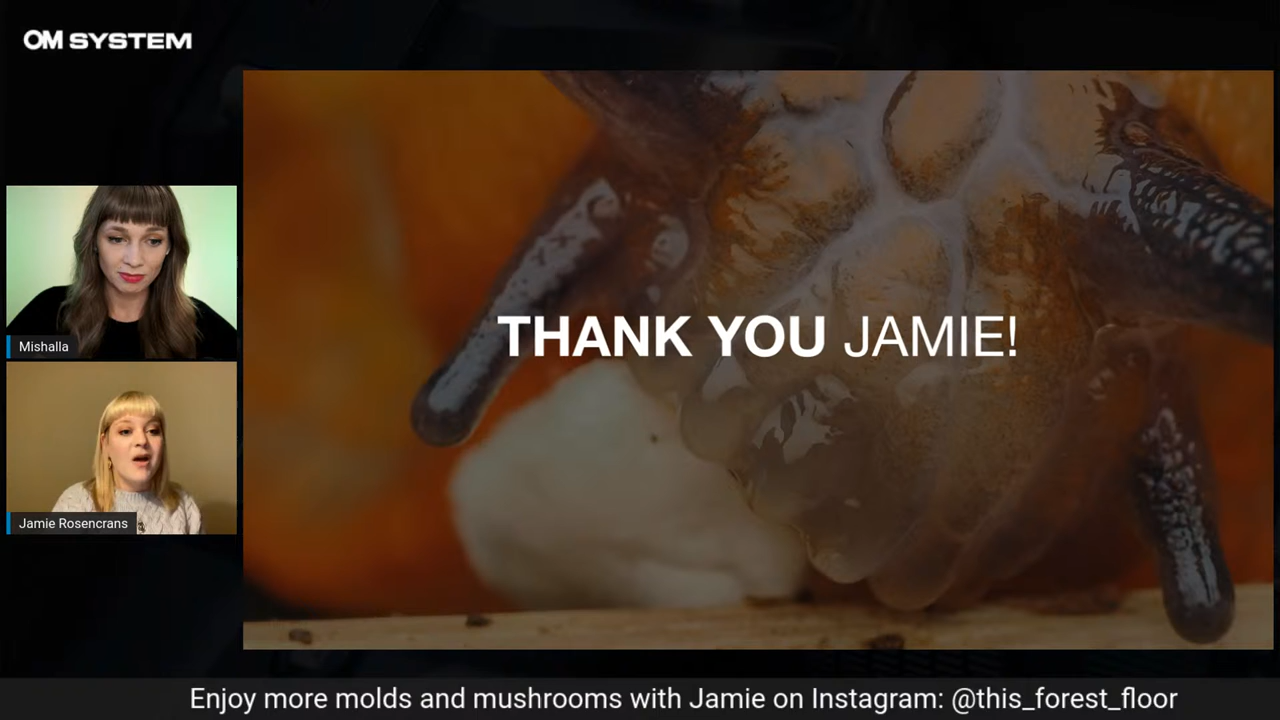 OM SYSTEM
Mishalla
Jamie Rosencrans
THANK YOU JAMIE!
Enjoy more molds and mushrooms with Jamie on Instagram: @this_forest_floor